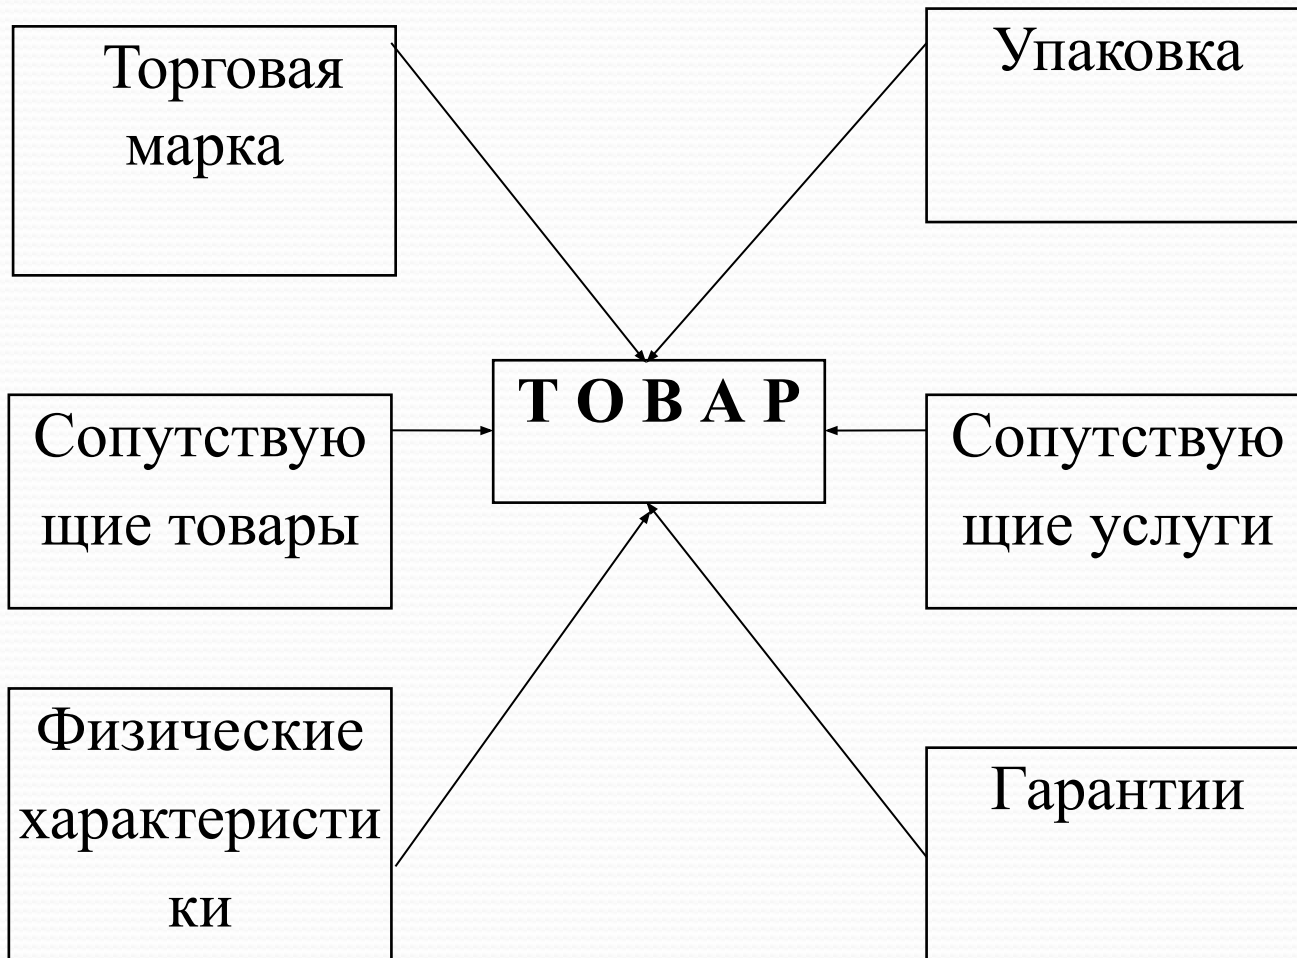 Торговая
марка
Упаковка
Т О В А Р
Сопутствую
щие товары
Сопутствую
щие услуги
Физические
характеристи
ки
Гарантии